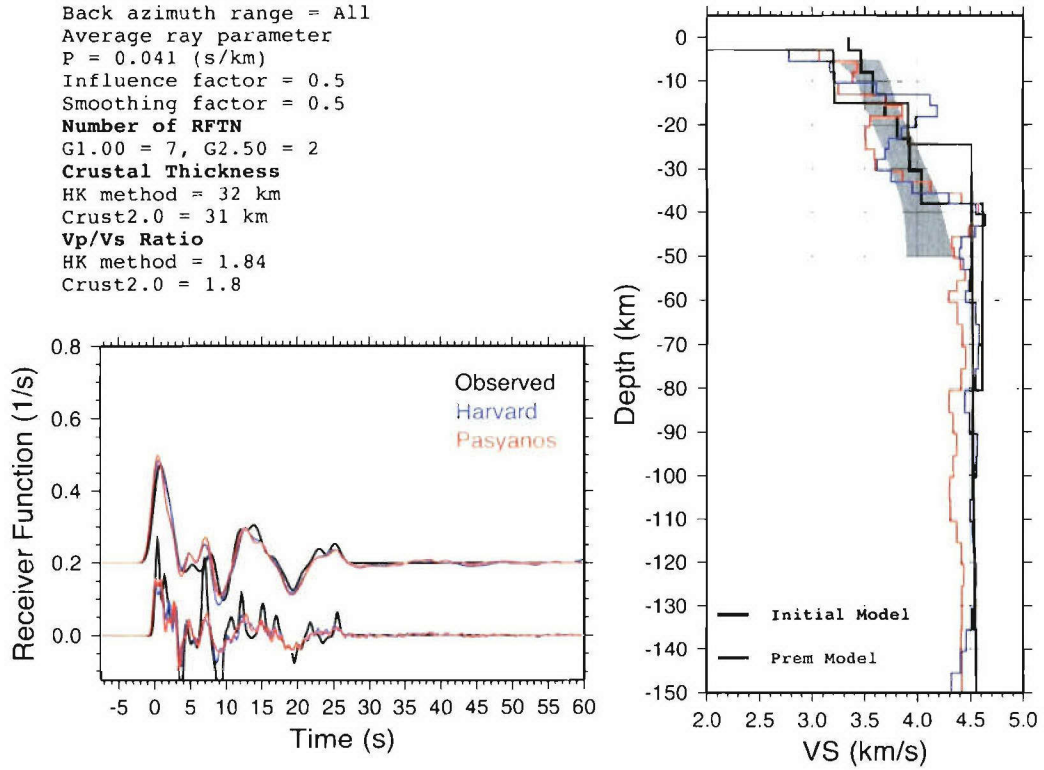 Back azimuth range = All
Average ray parameter
P = 0.041 (s/km)
Influence factor = 0.5
Smoothing factor = 0.5
Number of RFTN
G1.00 = 7, G2.50 = 2
Crustal Thickness
HK method = 32 km
Crust2.0 = 31 km
Vp/Vs Ratio
HK method = 1.84
Crust2.0 = 1.8
Receiver Function (1/s)
0.8
0.6
0.4
0.2
0.0
Observed
Harvard
Pasyanos
-5 0 5 10 15 20 25 30 35 40 45 50 55 60
Time (s)
Depth (km)
0
-10
-20
-30
-40
-50
-60
-70
-80
-90
-100
-110
-120
-130
-140
-150
Initial Model
Prem Model
2.0 2.5 3.0 3.5 4.0 4.5 5.0
VS (km/s)